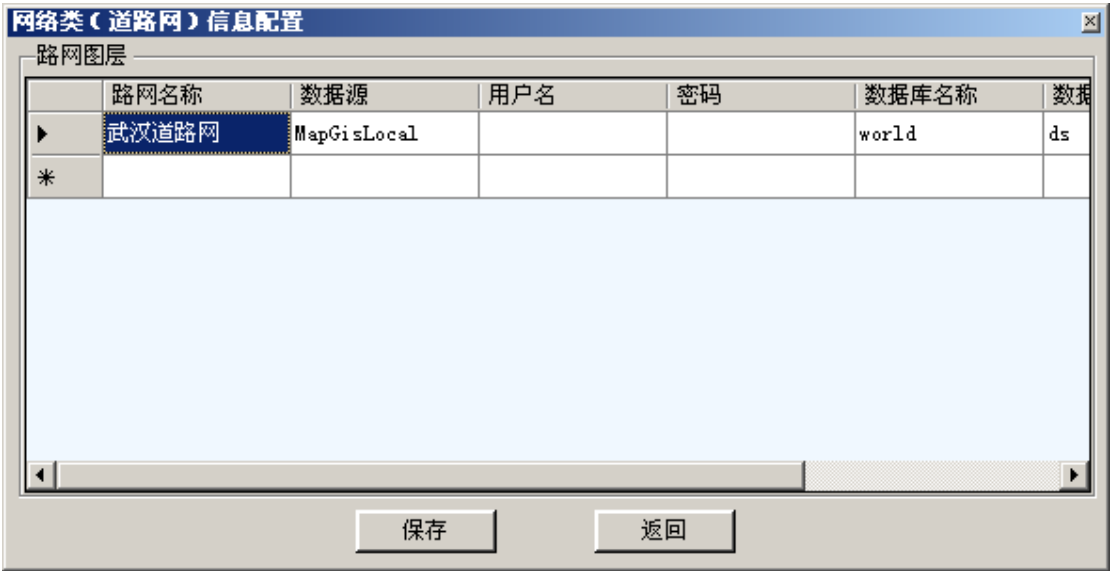 网络类（道路网）信息配置
路网图层
路网名称 数据源 用户名 密码 数据库名称 数据
武汉道路网 MapGisLocal world ds
保存 返回